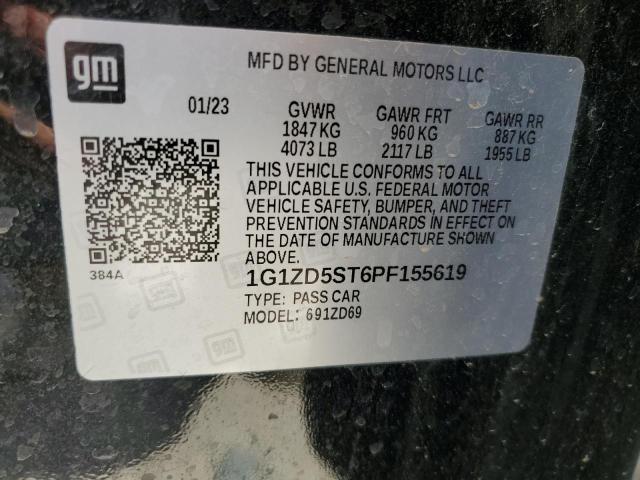 gm
MFD BY GENERAL MOTORS LLC
01/23 GVWR GAWR FRT GAWR RR
1847 KG 960 KG 887 KG
4073 LB 2117 LB 1955 LB
THIS VEHICLE CONFORMS TO ALL
APPLICABLE U.S. FEDERAL MOTOR
VEHICLE SAFETY, BUMPER, AND THEFT
PREVENTION STANDARDS IN EFFECT ON
THE DATE OF MANUFACTURE SHOWN
ABOVE.
384A
1G1ZD5ST6PF155619
TYPE: PASS CAR
MODEL: 691ZD69